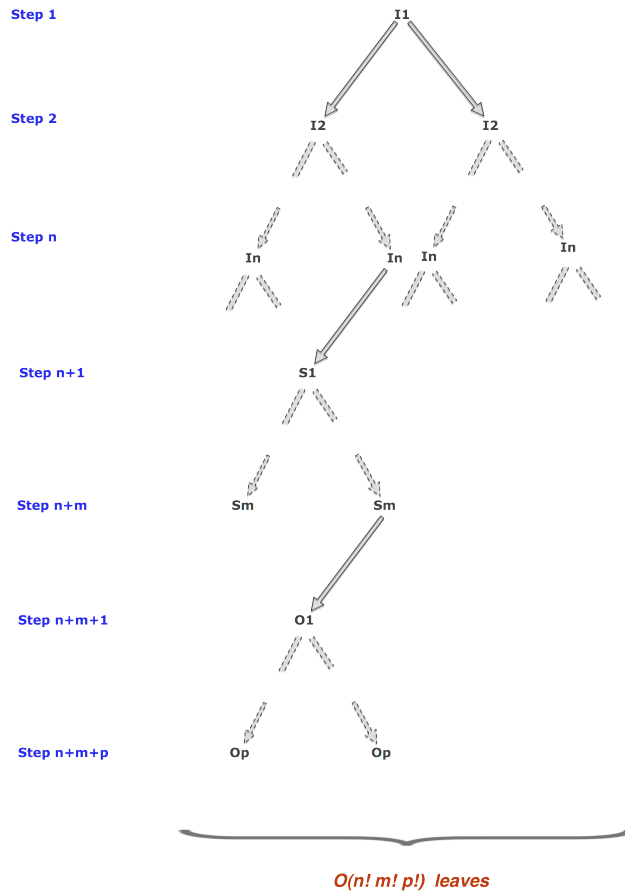 Step 1 I1
Step 2 I2 I2
Step n In In In In
Step n+1 S1
Step n+m Sm Sm
Step n+m+1 O1
Step n+m+p Op Op
O(n! m! p!) leaves